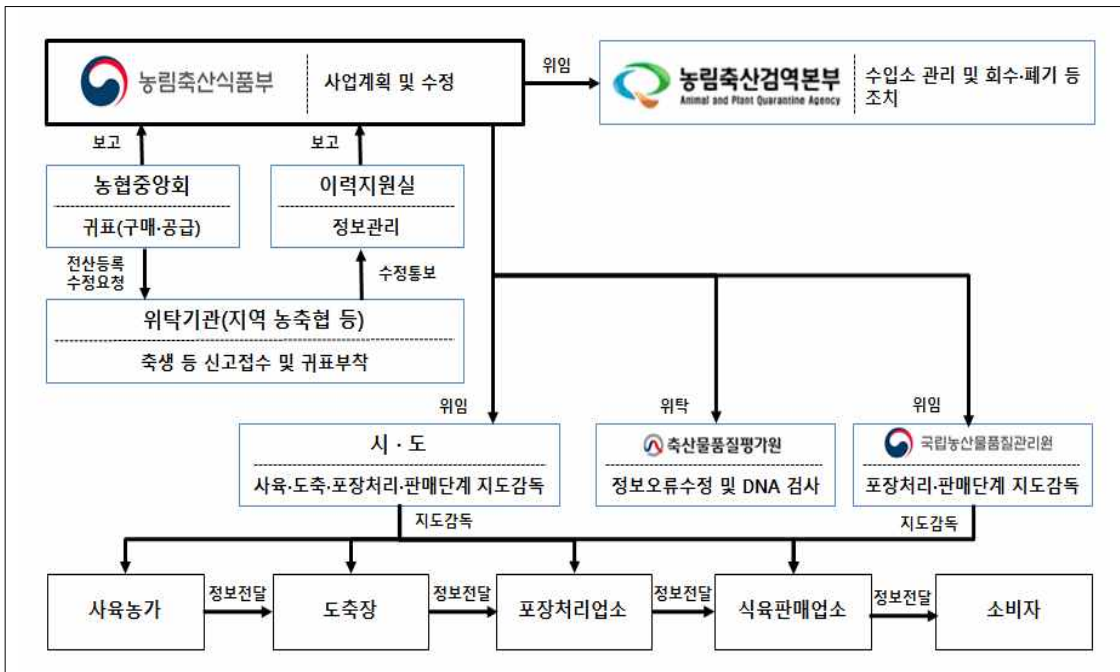 농림축산식품부
사업계획 및 수정
위임
농림축산검역본부
Animal and Plant Quarantine Agency
수입소 관리 및 회수·폐기 등
조치
보고
보고
농협중앙회
귀표(구매·공급)
이력지원실
정보관리
전산등록
수정요청
수정통보
위탁기관(지역 농축협 등)
축생 등 신고접수 및 귀표부착
위임
위탁
위임
시 · 도
사육·도축·포장처리·판매단계 지도감독
축산물품질평가원
정보오류수정 및 DNA 검사
국립농산물품질관리원
포장처리·판매단계 지도감독
지도감독
지도감독
사육농가
정보전달
도축장
정보전달
포장처리업소
정보전달
식육판매업소
정보전달
소비자